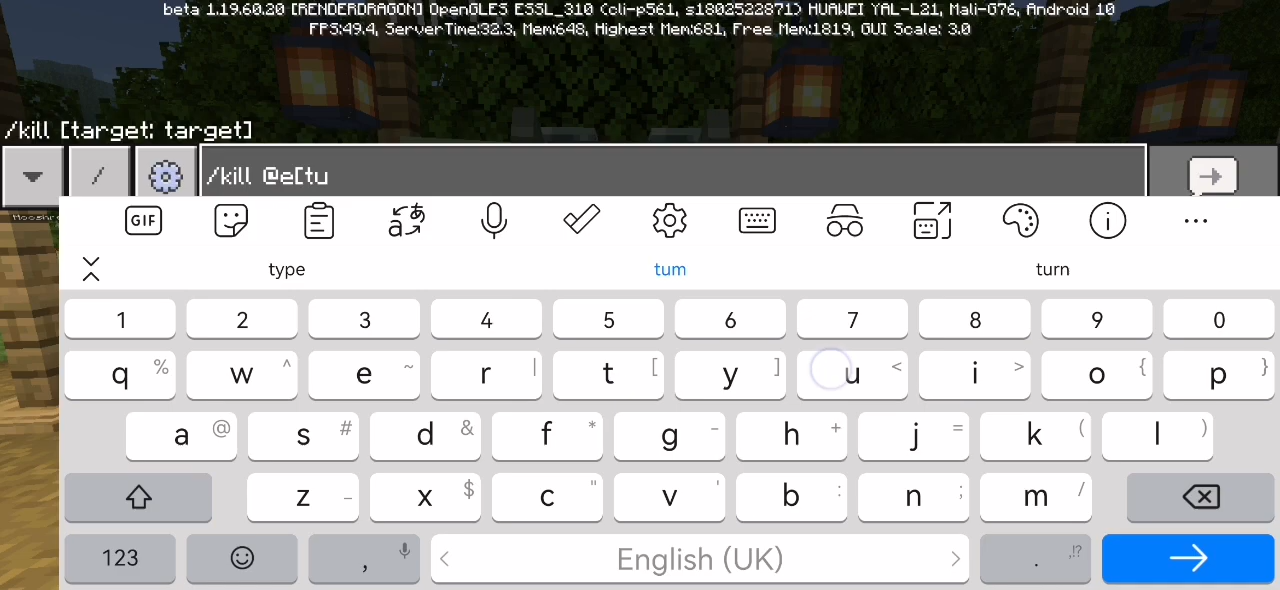 beta 1.19.60.20 [RENDERDRAGON] OpenGLES ESSL_310 (cli-p561, s1802522871) HUAWEI YAL-L21, Mali-G76, Android 10
FPS:49.4, ServerTime:32.3, Mem:648, Highest Mem:681, Free Mem:1819, GUI Scale: 3.0
/kill [target: target]
/
/kill @e[tu
GIF
type tum turn
1 2 3 4 5 6 7 8 9 0
q % w ^ e ~ r | t [ y ] u < i > o { p }
a @ s # d & f * g - h + j = k ( l )
z _ x $ c " v ' b : n ; m /
123 , < English (UK) > . ,!?